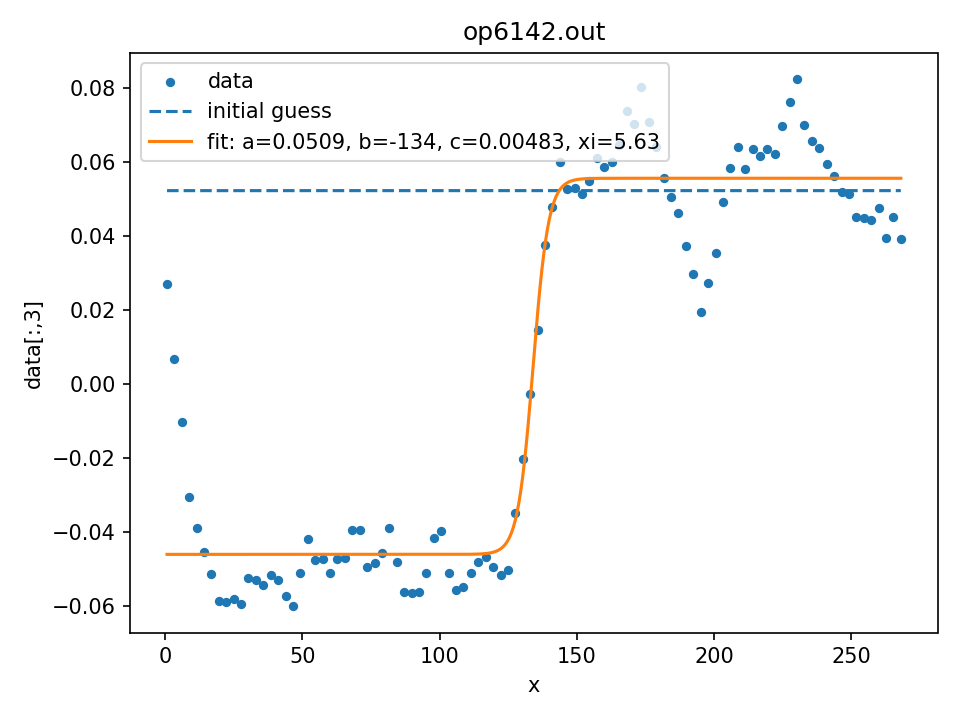 op6142.out
data
initial guess
fit: a=0.0509, b=-134, c=0.00483, xi=5.63
0.08
0.06
0.04
0.02
0.00
−0.02
−0.04
−0.06
data[:,3]
0 50 100 150 200 250
x